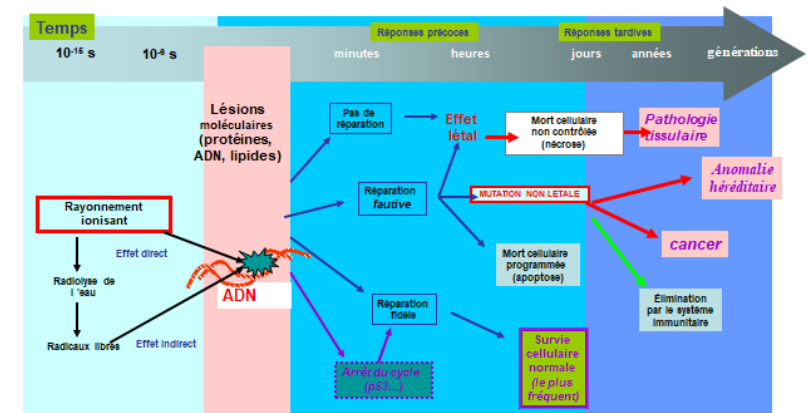 Temps
Réponses précoces
Réponses tardives
10-15 s
10-6 s
minutes
heures
jours
années
générations
Lésions
moléculaires
(protéines,
ADN, lipides)
Pas de
réparation
Effet
létal
Mort cellulaire
non contrôlée
(nécrose)
Pathologie
tissulaire
Anomalie
héréditaire
Réparation
fautive
MUTATION NON LETALE
Rayonnement
ionisant
cancer
Effet direct
Mort cellulaire
programmée
(apoptose)
Radiolyse de
l 'eau
ADN
Réparation
fidèle
Élimination
par le système
immunitaire
Radicaux libres
Effet indirect
Survie
cellulaire
normale
(le plus
fréquent)
Arrêt du cycle
(p53...)